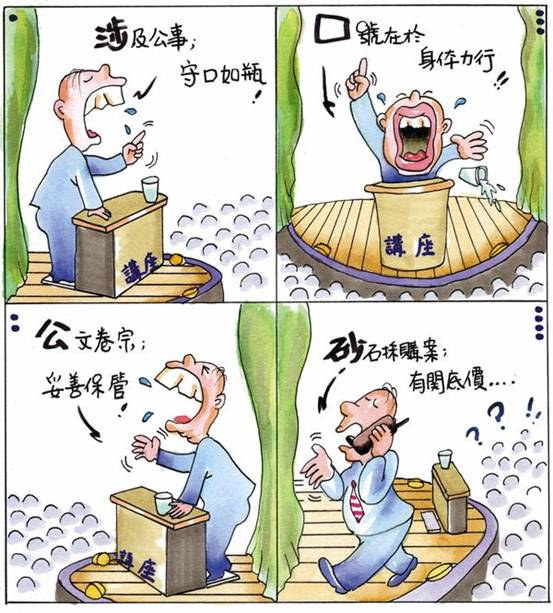 涉及公事；
守口如瓶！
講座
公文卷宗；
妥善保管
講座
口號在於
身体力行!!
講座
砂石採購案；
有関底價....
??!!